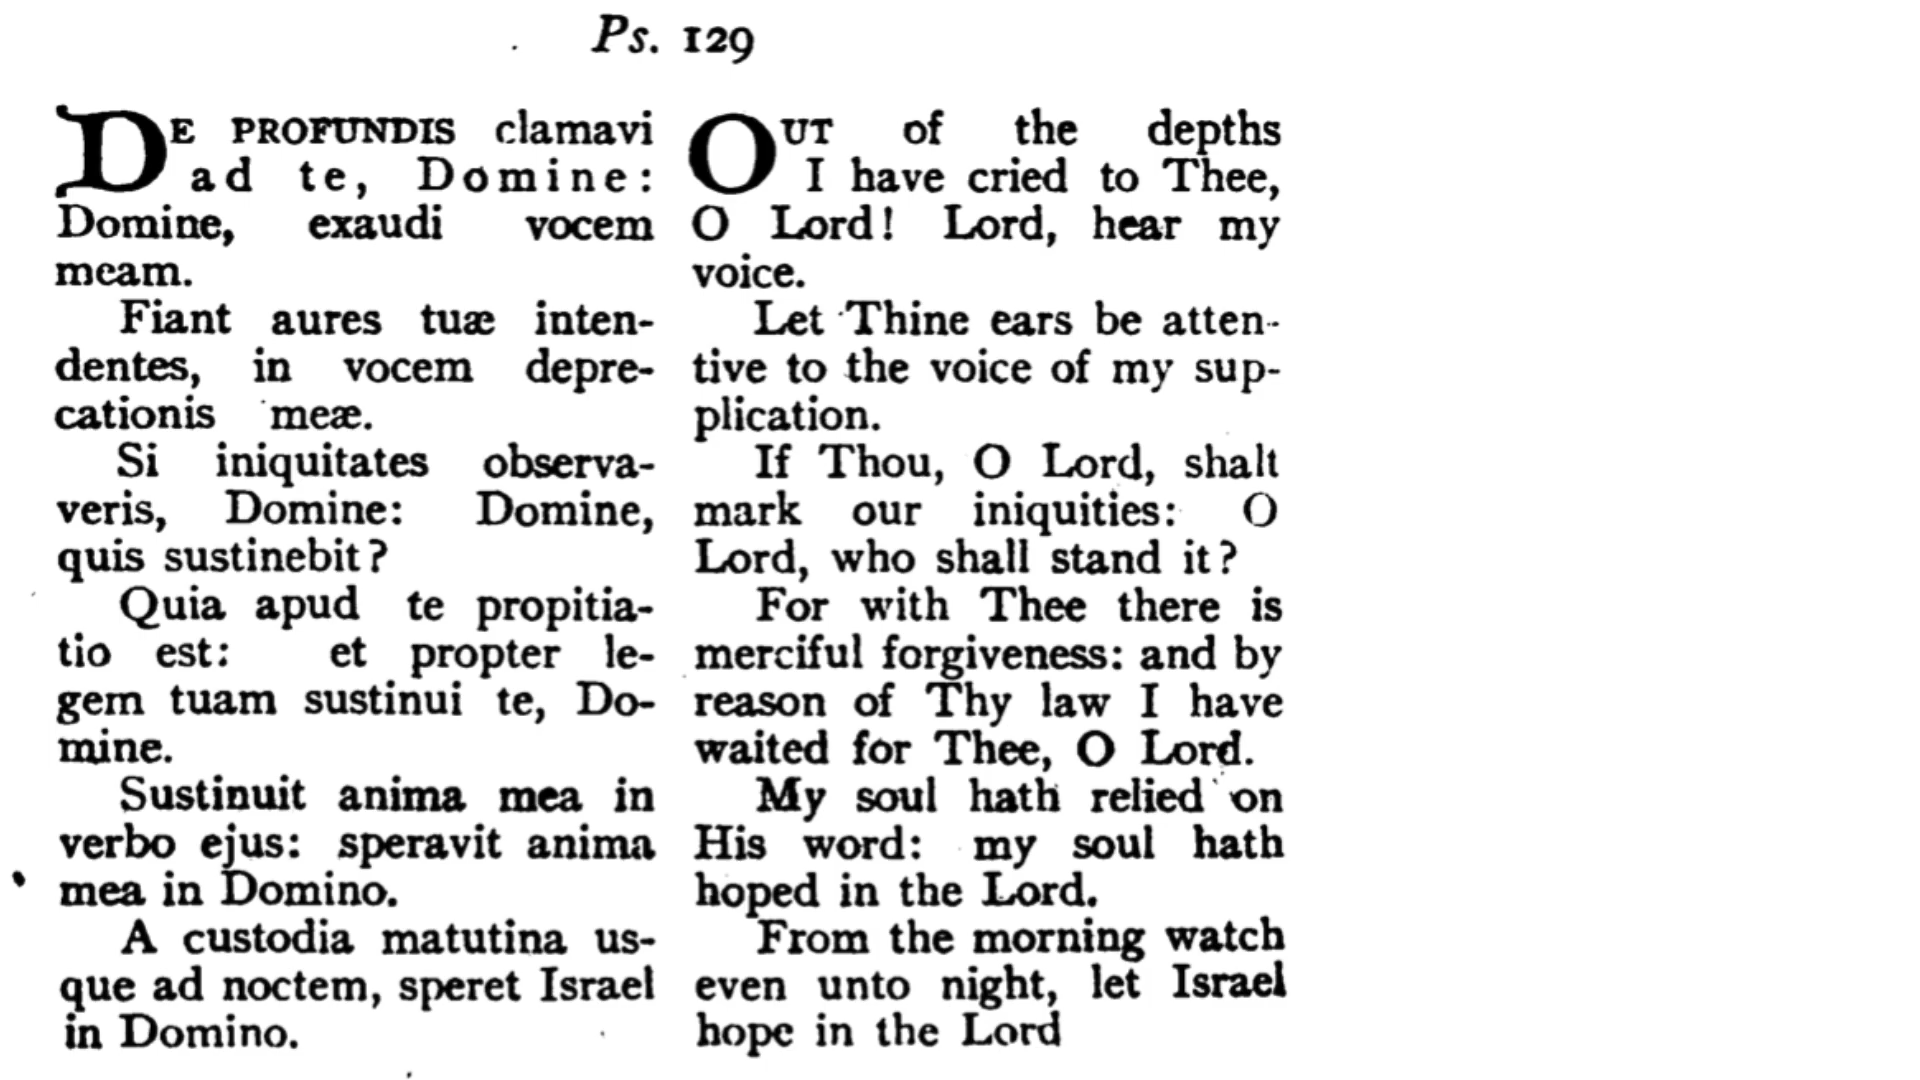 Ps. 129
DE PROFUNDIS clamavi
ad te, Domine:
Domine, exaudi vocem
meam.
Fiant aures tuæ inten-
dentes, in vocem depre-
cationis meæ.
Si iniquitates observa-
veris, Domine: Domine,
quis sustinebit?
Quia apud te propitia-
tio est: et propter le-
gem tuam sustinui te, Do-
mine.
Sustinuit anima mea in
verbo ejus: speravit anima
mea in Domino.
A custodia matutina us-
que ad noctem, speret Israel
in Domino.
OUT of the depths
I have cried to Thee,
O Lord! Lord, hear my
voice.
Let Thine ears be atten-
tive to the voice of my sup-
plication.
If Thou, O Lord, shalt
mark our iniquities: O
Lord, who shall stand it?
For with Thee there is
merciful forgiveness: and by
reason of Thy law I have
waited for Thee, O Lord.
My soul hath relied on
His word: my soul hath
hoped in the Lord.
From the morning watch
even unto night, let Israel
hope in the Lord